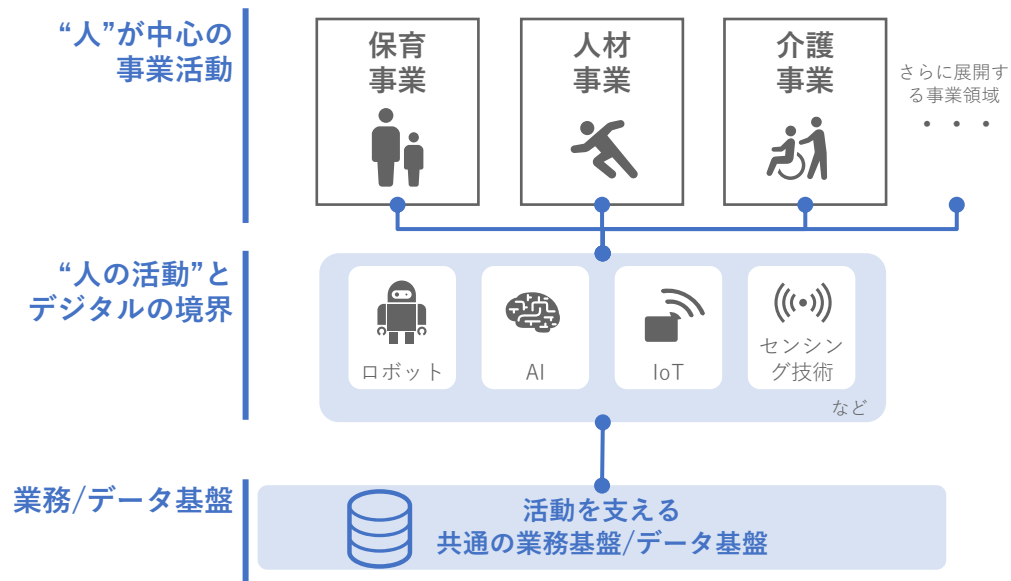 “人”が中心の
事業活動
保育
事業
人材
事業
介護
事業
さらに展開す
る事業領域
・・・
“人の活動”と
デジタルの境界
ロボット
AI
IoT
センシン
グ技術
など
業務/データ基盤
活動を支える
共通の業務基盤/データ基盤